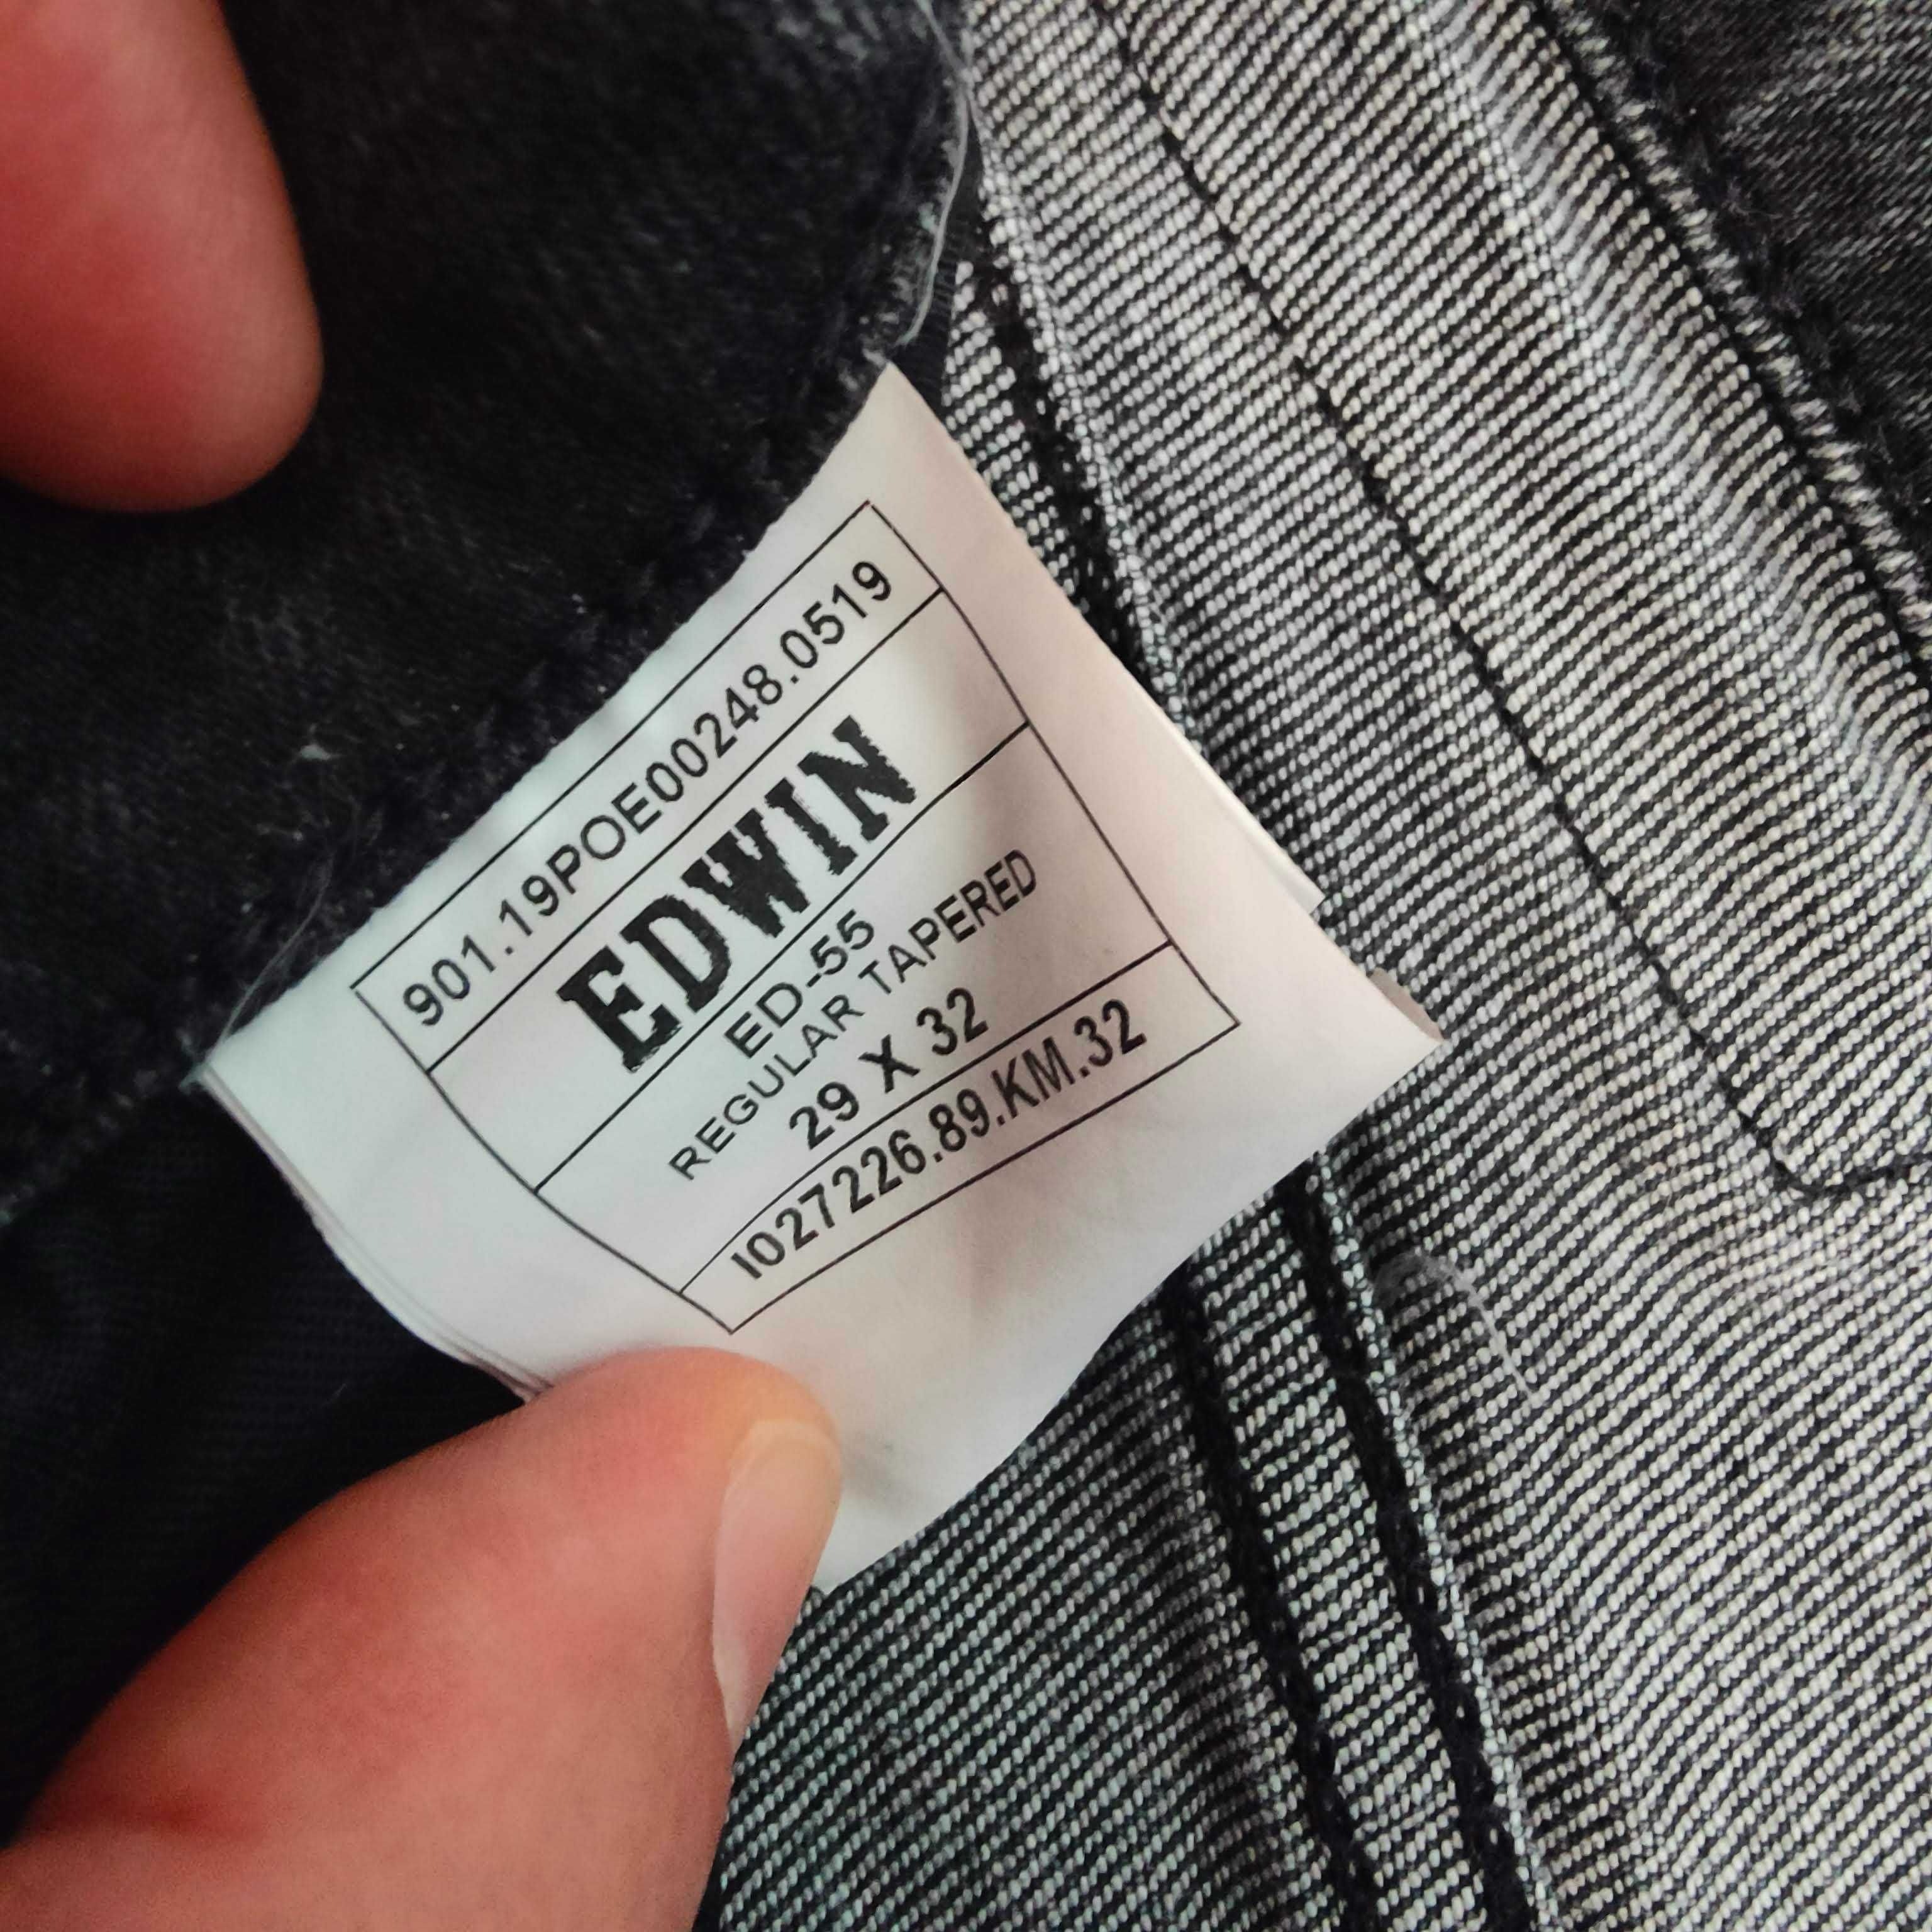 901.19POE00248.0519
EDWIN
ED-55
REGULAR TAPERED
29 X 32
I027226.89.KM.32